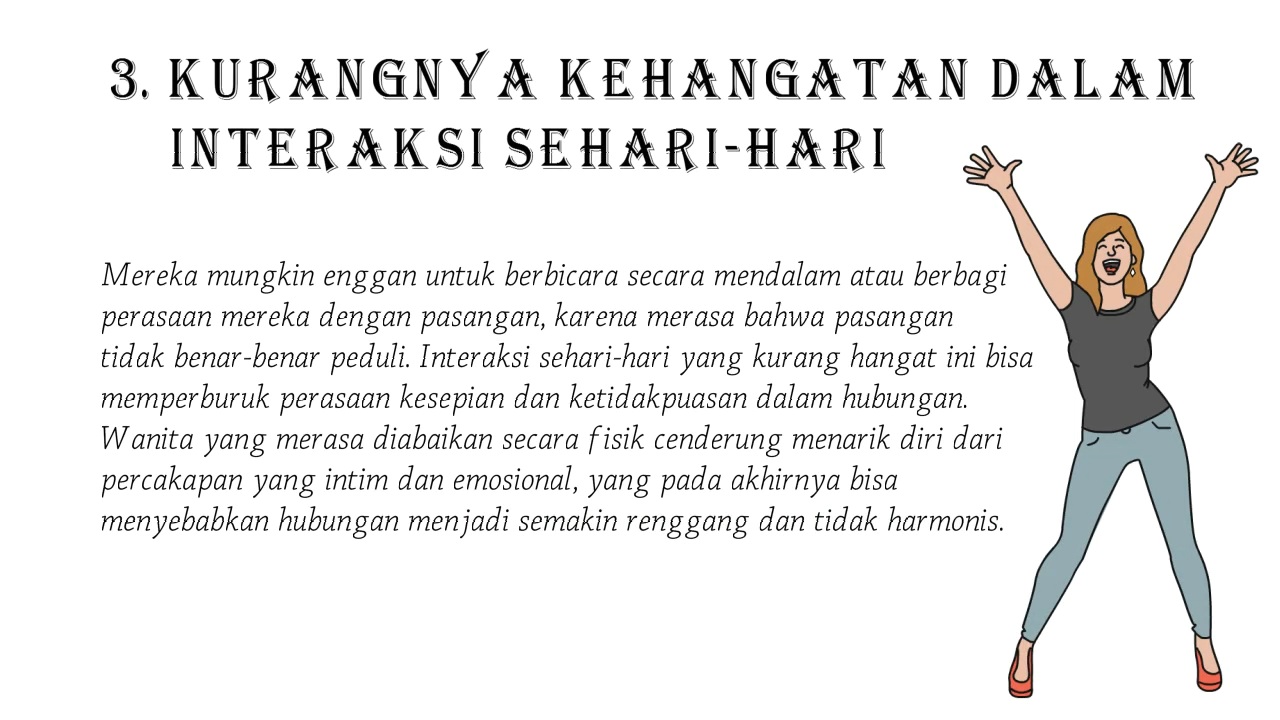 3. KURANGNYA KEHANGATAN DALAM
INTERAKSI SEHARI-HARI
Mereka mungkin enggan untuk berbicara secara mendalam atau berbagi
perasaan mereka dengan pasangan, karena merasa bahwa pasangan
tidak benar-benar peduli. Interaksi sehari-hari yang kurang hangat ini bisa
memperburuk perasaan kesepian dan ketidakpuasan dalam hubungan.
Wanita yang merasa diabaikan secara fisik cenderung menarik diri dari
percakapan yang intim dan emosional, yang pada akhirnya bisa
menyebabkan hubungan menjadi semakin renggang dan tidak harmonis.